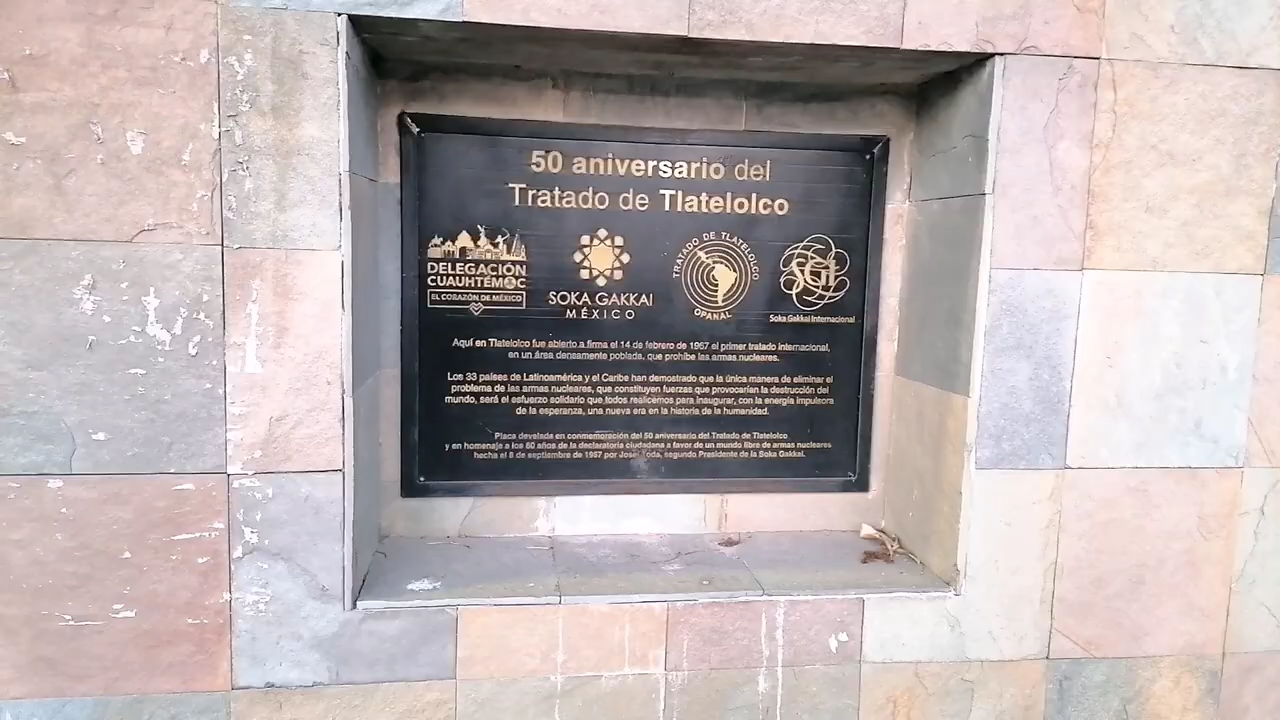 50 aniversario del
Tratado de Tlatelolco
DELEGACIÓN
CUAUHTÉMOC
EL CORAZÓN DE MÉXICO
SOKA GAKKAI
MÉXICO
TRATADO DE TLATELOLCO
OPANAL
SGI
Soka Gakkai Internacional
Aquí en Tlatelolco fue abierto a firma el 14 de febrero de 1967 el primer tratado internacional,
en un área densamente poblada, que prohíbe las armas nucleares.
Los 33 países de Latinoamérica y el Caribe han demostrado que la única manera de eliminar el
problema de las armas nucleares, que constituyen fuerzas que provocarían la destrucción del
mundo, será el esfuerzo solidario que todos realicemos para inaugurar, con la energía impulsora
de la esperanza, una nueva era en la historia de la humanidad.
Placa develada en conmemoración del 50 aniversario del Tratado de Tlatelolco
y en homenaje a los 60 años de la declaratoria ciudadana a favor de un mundo libre de armas nucleares
hecha el 8 de septiembre de 1957 por Josei Toda, segundo Presidente de la Soka Gakkai.